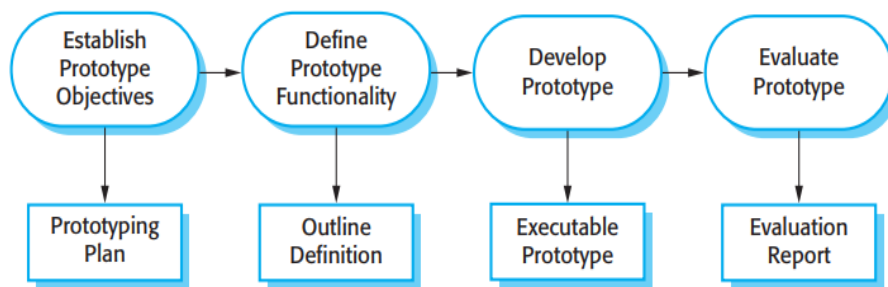 Establish
Prototype
Objectives
Define
Prototype
Functionality
Develop
Prototype
Evaluate
Prototype
Prototyping
Plan
Outline
Definition
Executable
Prototype
Evaluation
Report